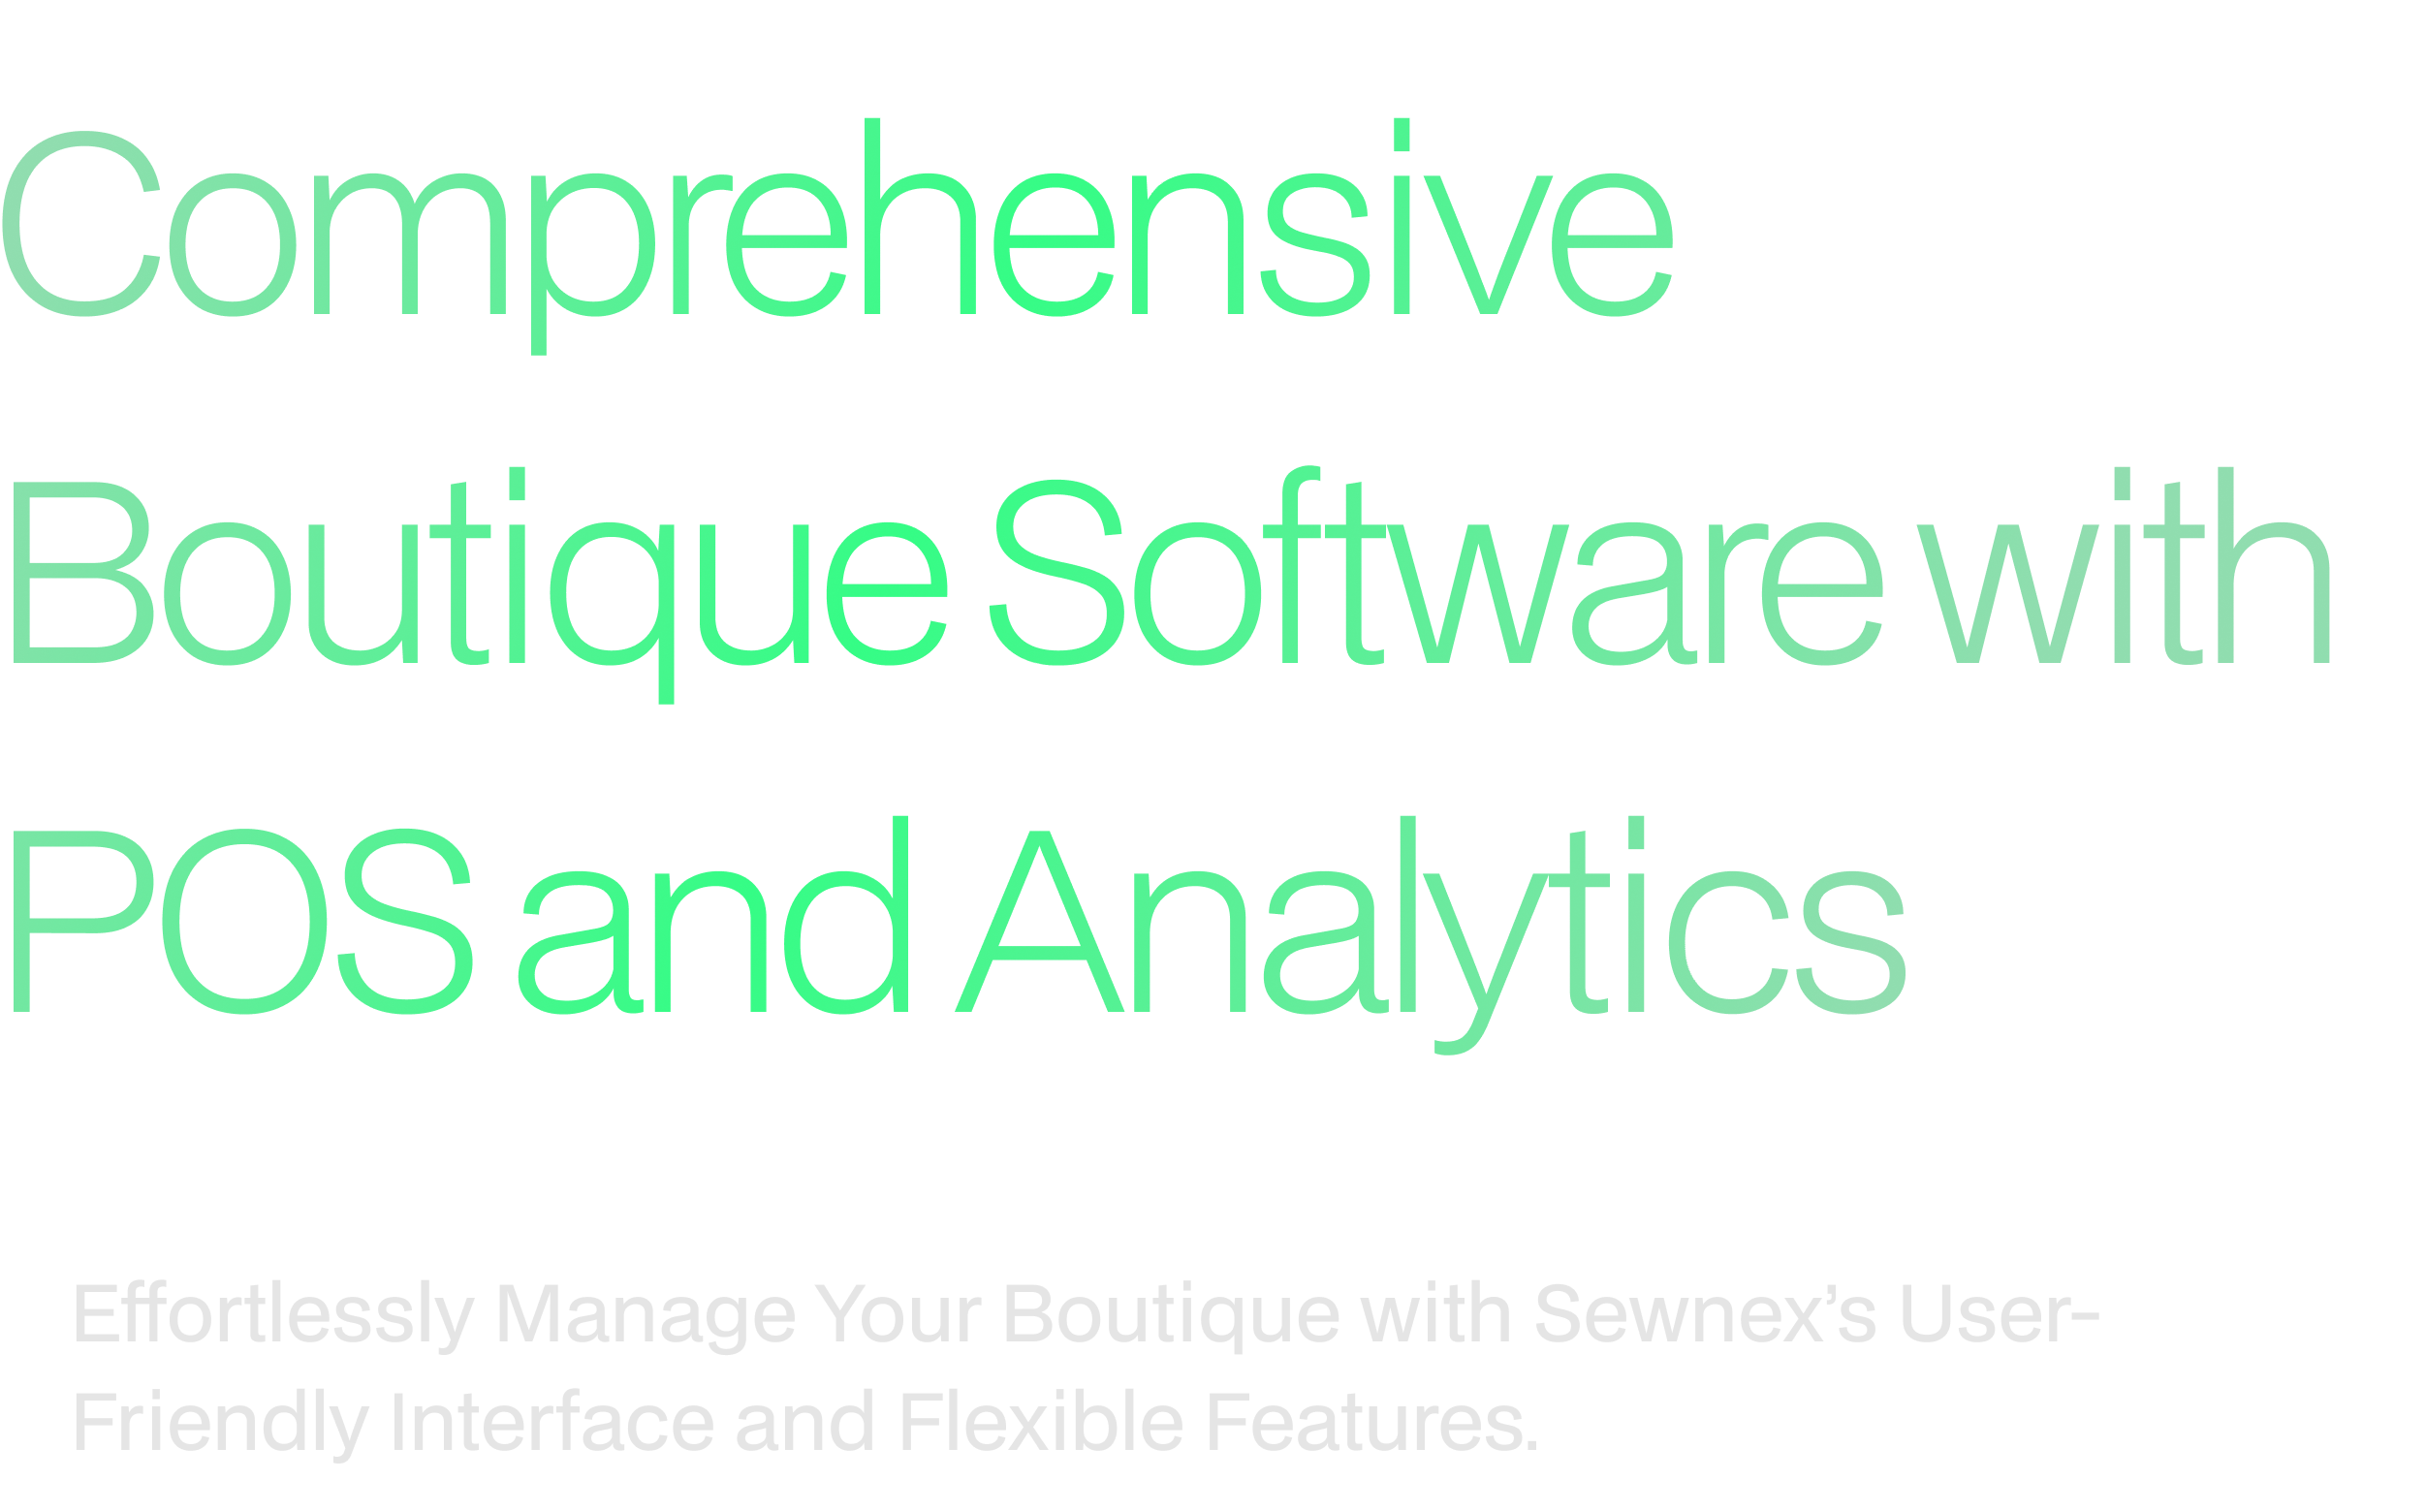 Comprehensive
Boutique Software with
POS and Analytics
Effortlessly Manage Your Boutique with Sewnex’s User-
Friendly Interface and Flexible Features.